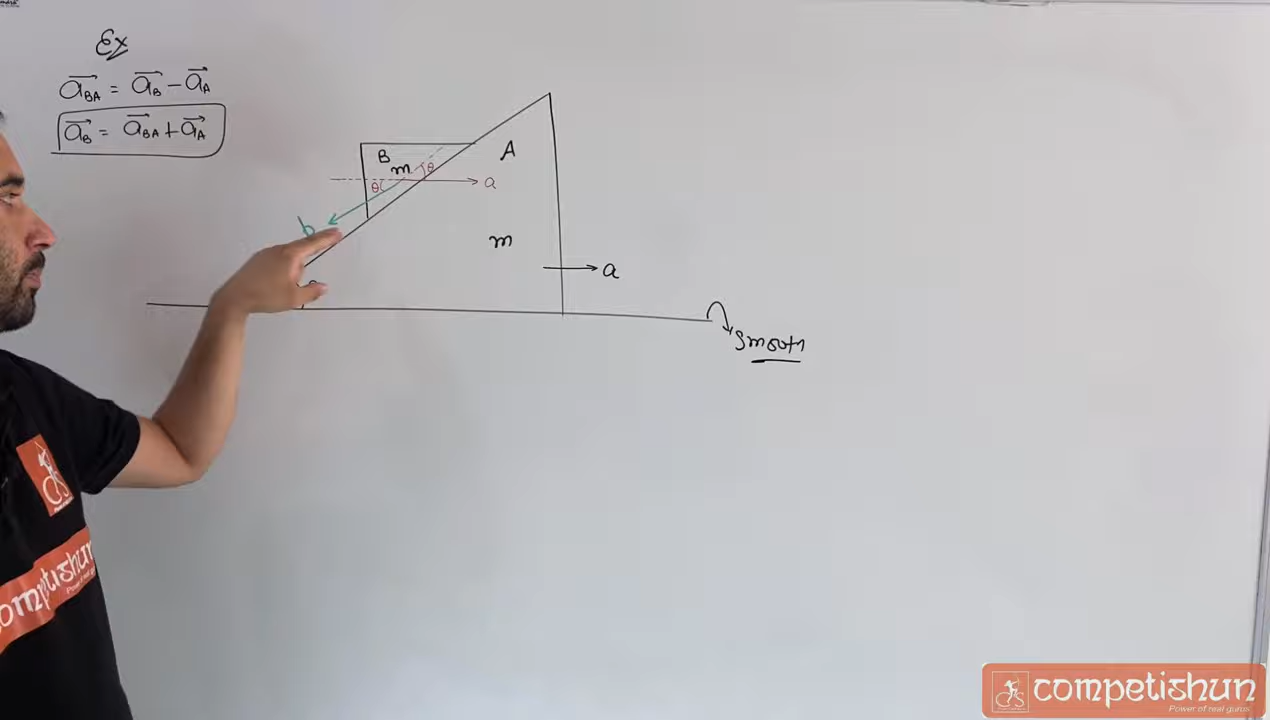 Ex
a⃗BA = a⃗B − a⃗A
a⃗B = a⃗BA + a⃗A
B
m
A
θ
θ
a
b
m
a
Smooth
competishun
Power of real gurus
competishun